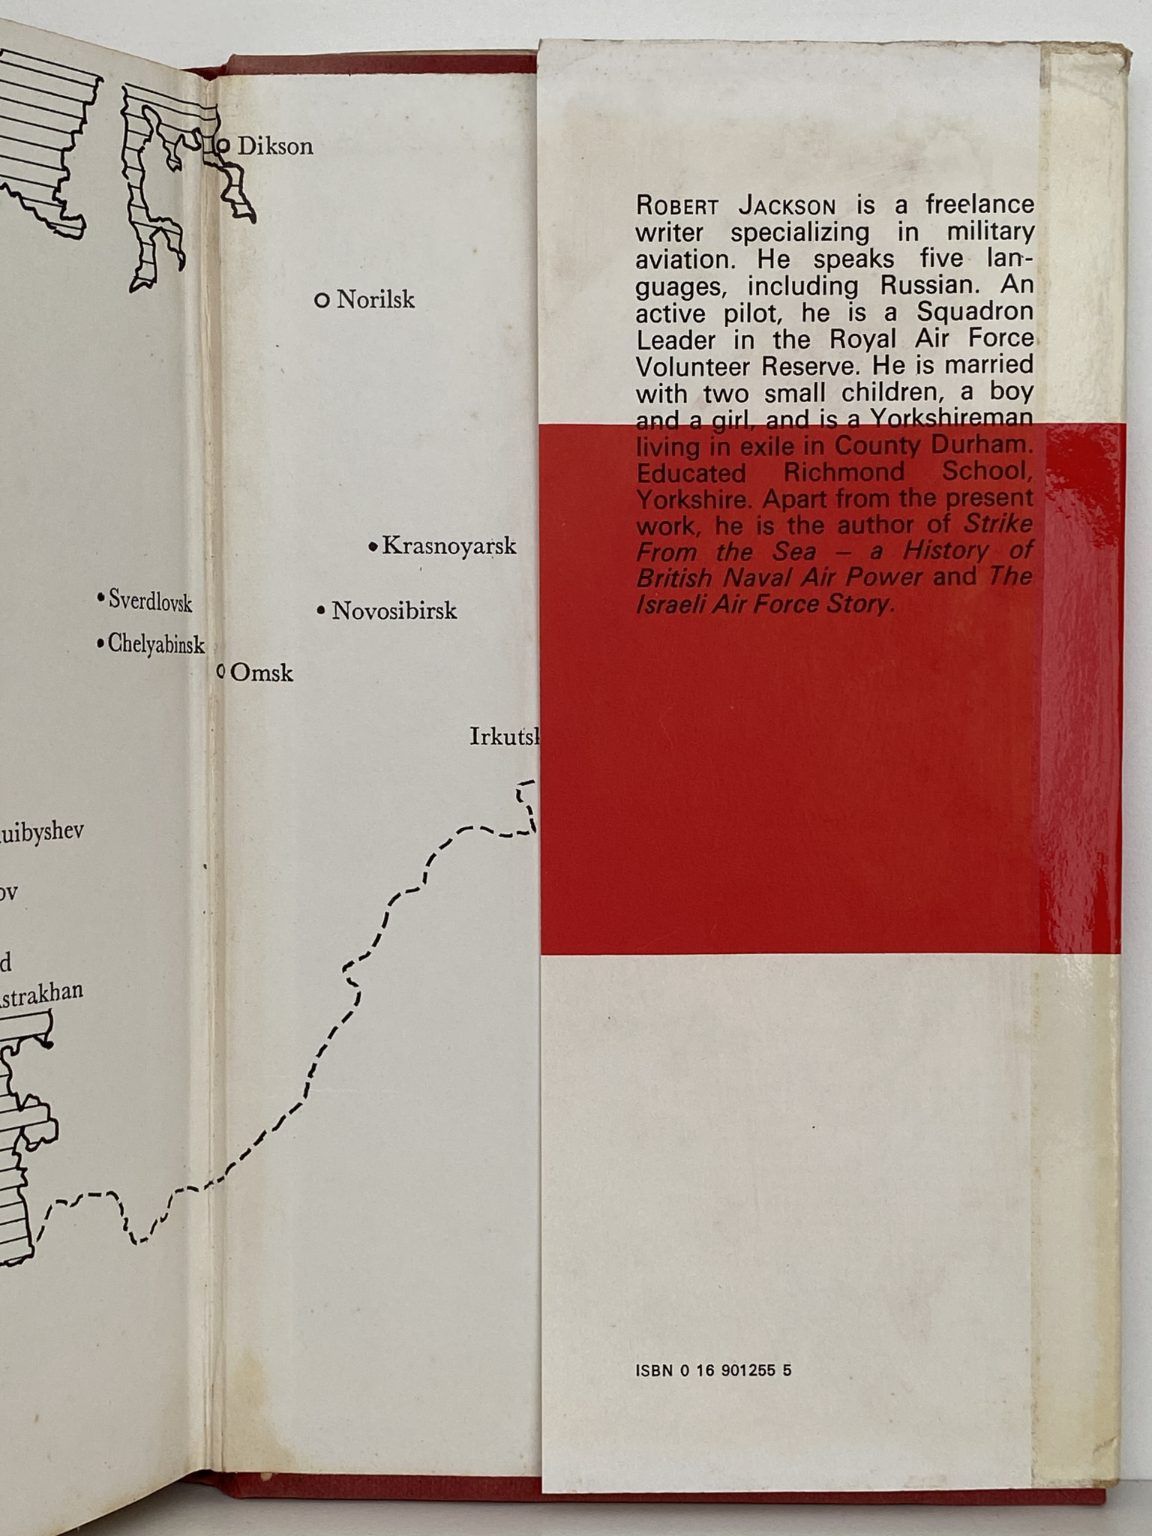 Dikson
Norilsk
Krasnoyarsk
Sverdlovsk
Novosibirsk
Chelyabinsk
Omsk
Irkutsk
uibyshev
ov
d
strakhan
ROBERT JACKSON is a freelance
writer specializing in military
aviation. He speaks five lan-
guages, including Russian. An
active pilot, he is a Squadron
Leader in the Royal Air Force
Volunteer Reserve. He is married
with two small children, a boy
and a girl, and is a Yorkshireman
living in exile in County Durham.
Educated Richmond School,
Yorkshire. Apart from the present
work, he is the author of Strike
From the Sea – a History of
British Naval Air Power and The
Israeli Air Force Story.
ISBN 0 16 901255 5